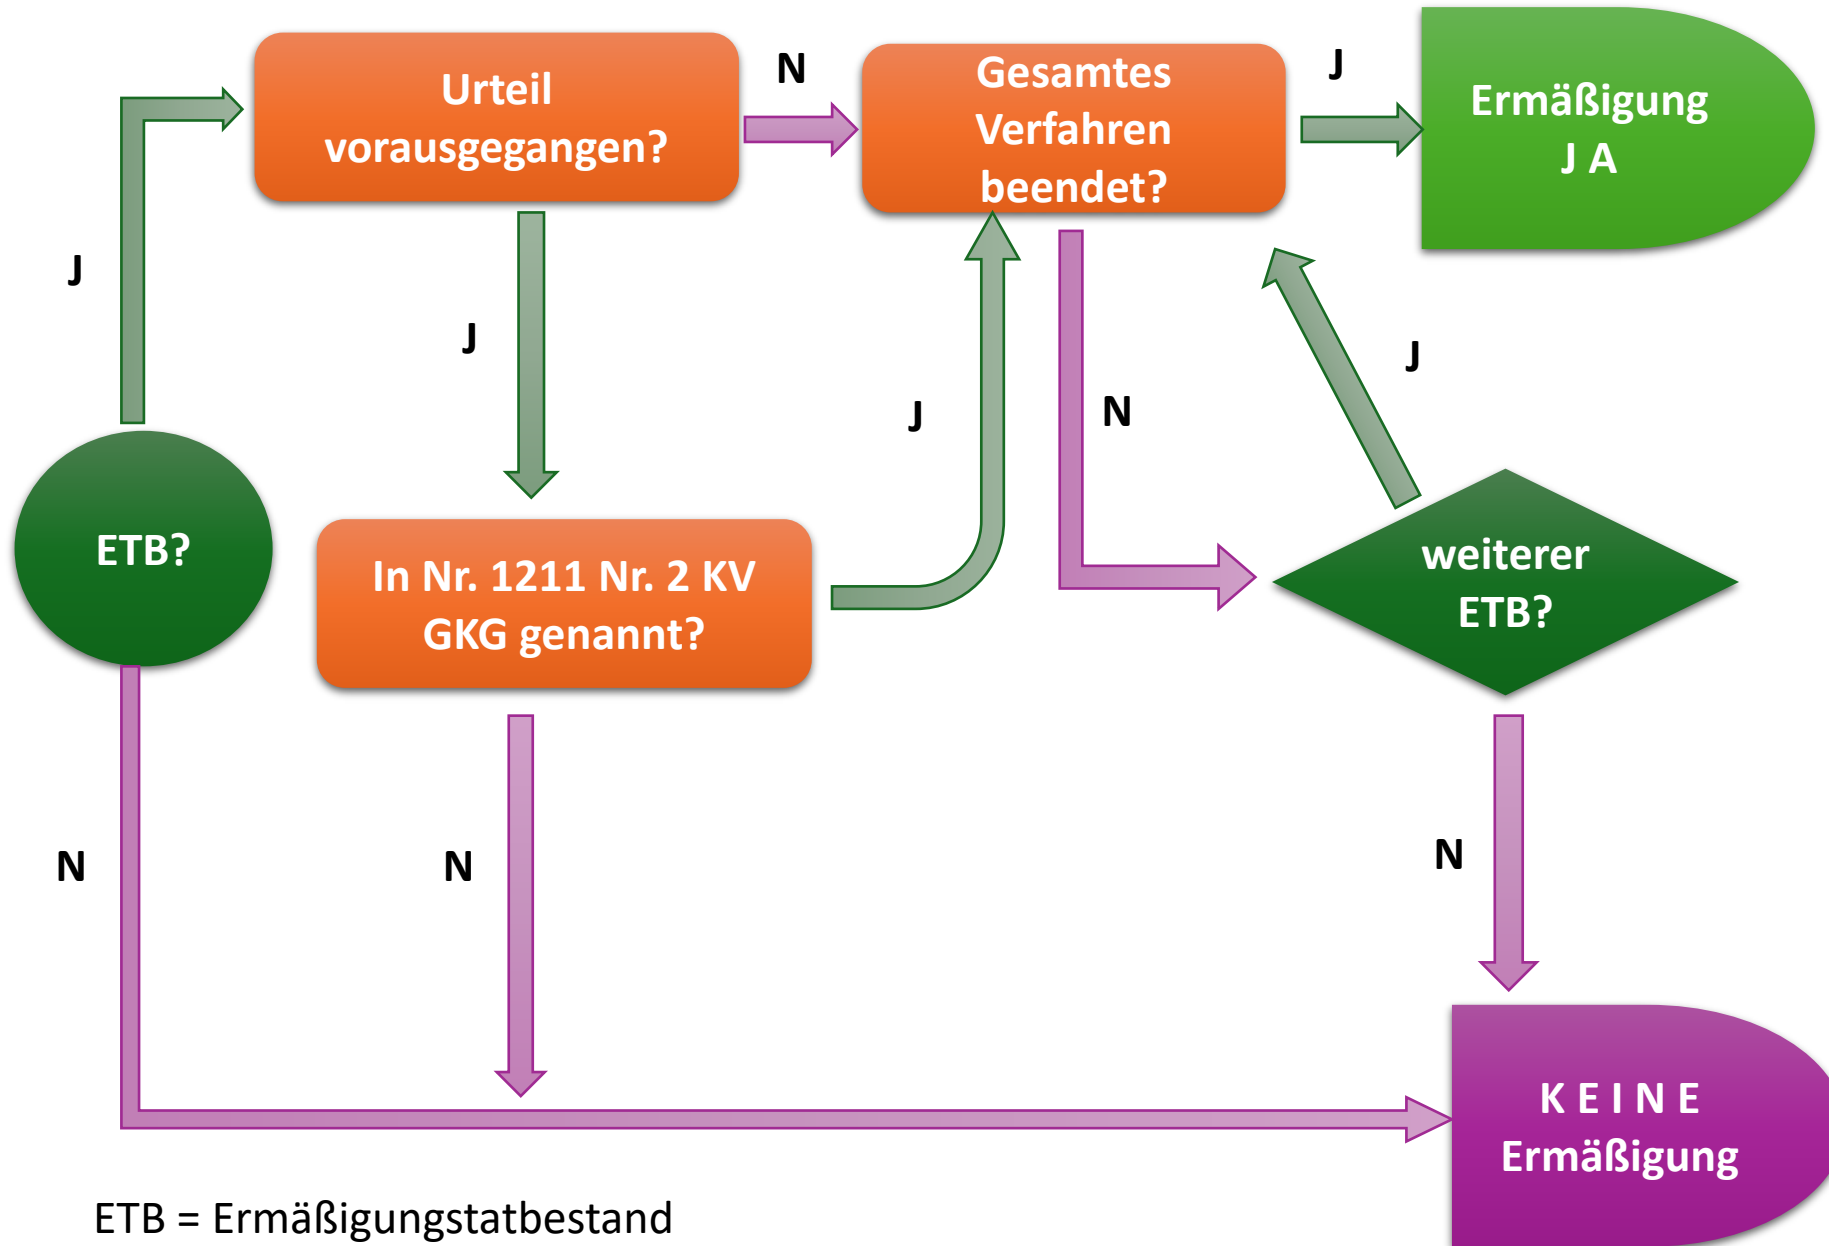 Urteil
vorausgegangen?
N
Gesamtes
Verfahren
beendet?
J
Ermäßigung
J A
J
J
J
N
J
ETB?
In Nr. 1211 Nr. 2 KV
GKG genannt?
weiterer
ETB?
N
N
N
K E I N E
Ermäßigung
ETB = Ermäßigungstatbestand